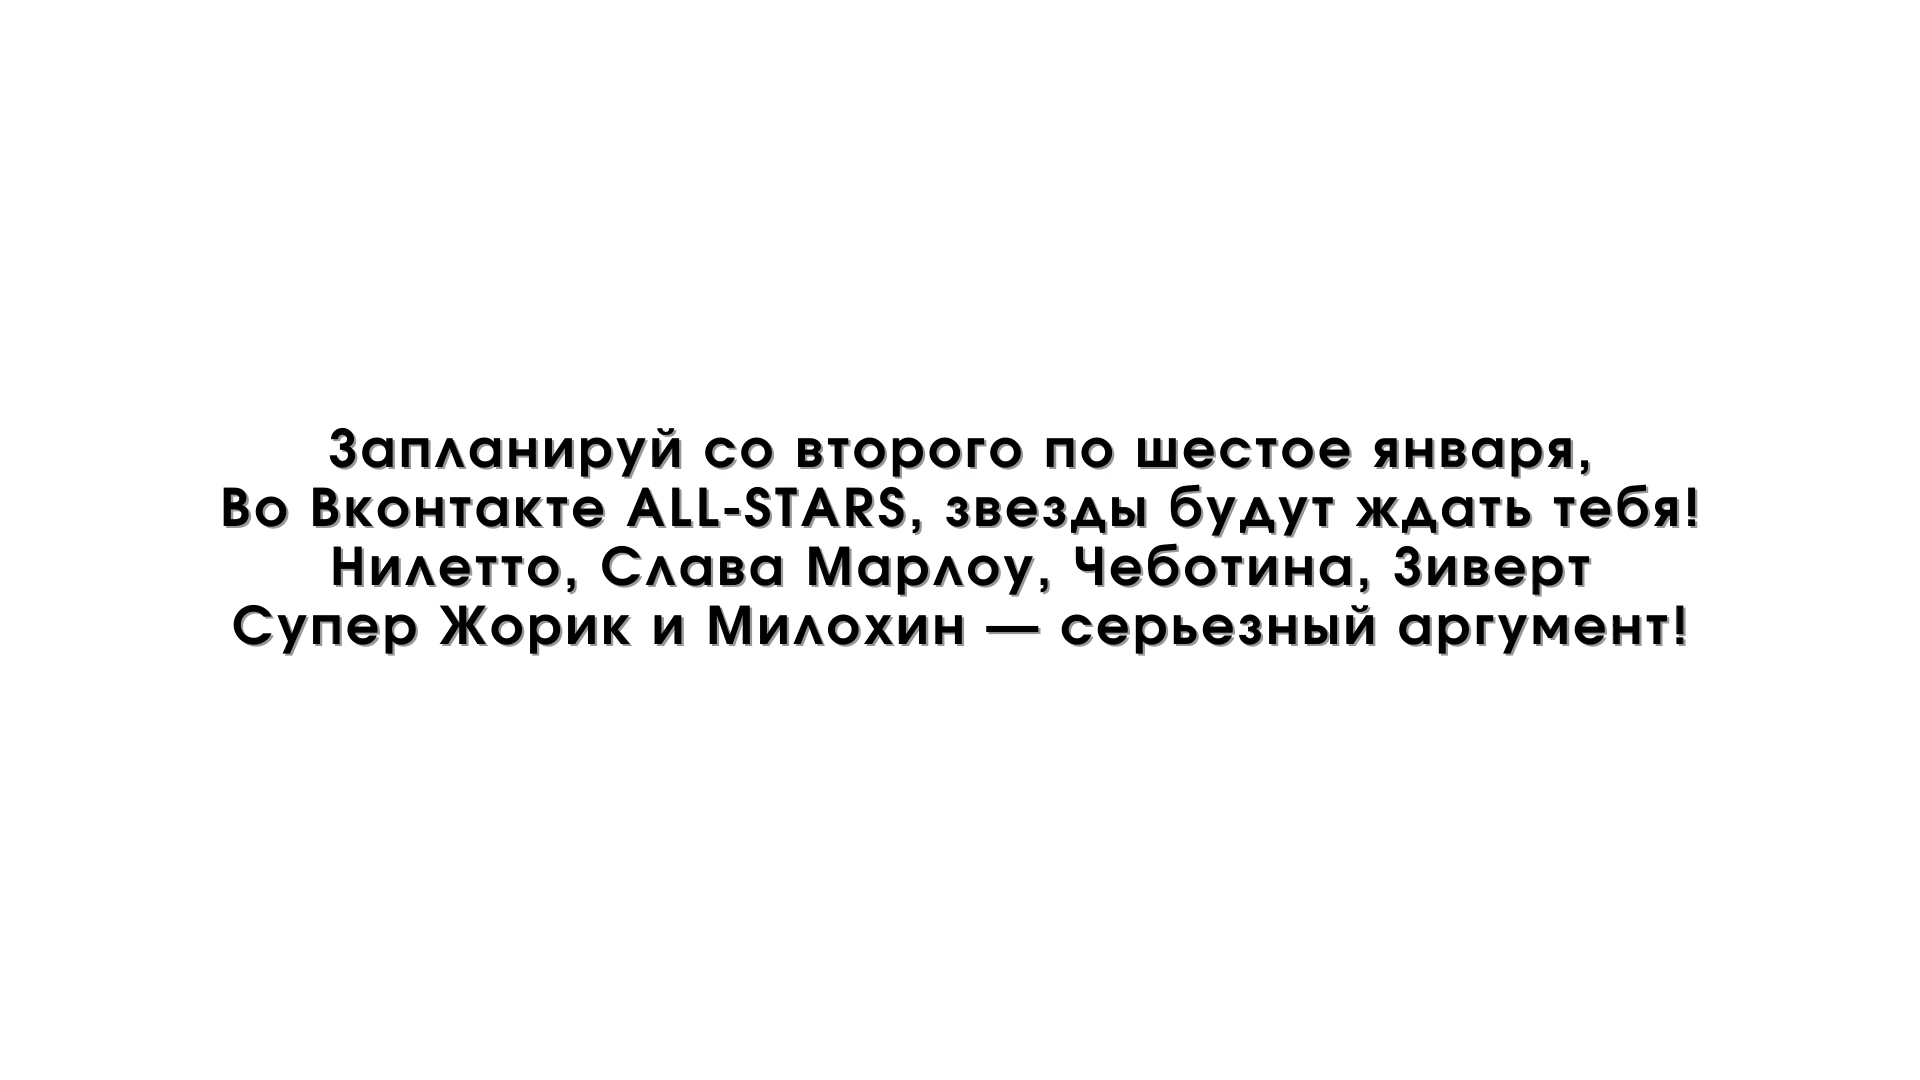 Запланируй со второго по шестое января,
Во Вконтакте ALL-STARS, звезды будут ждать тебя!
Нилетто, Слава Марлоу, Чеботина, Зиверт
Супер Жорик и Милохин — серьезный аргумент!